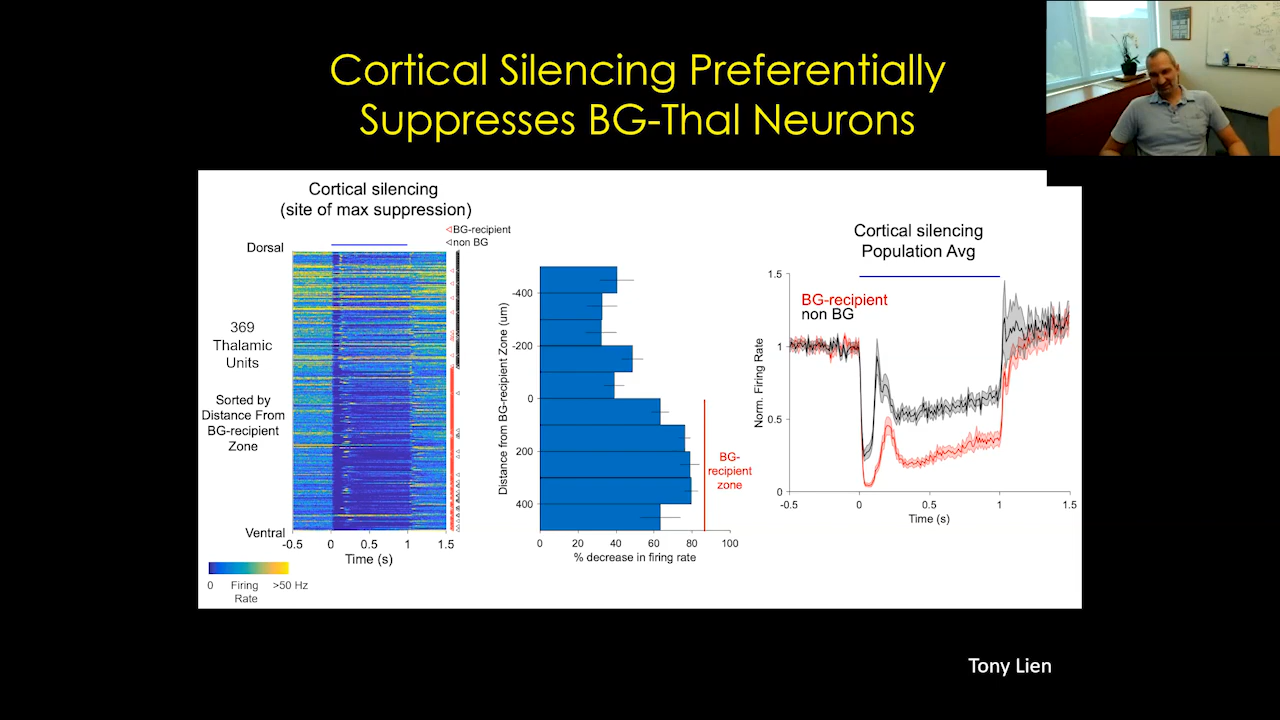 Cortical Silencing Preferentially
Suppresses BG-Thal Neurons
Cortical silencing
(site of max suppression)
◁BG-recipient
◁non BG
Dorsal
369
Thalamic
Units
Sorted by
Distance From
BG-recipient
Zone
Ventral
-0.5 0 0.5 1 1.5
Time (s)
0 Firing >50 Hz
Rate
Distance from BG-recipient Zone (um)
-400
-200
0
200
400
BG-
recipient
zone
0 20 40 60 80 100
% decrease in firing rate
Cortical silencing
Population Avg
BG-recipient
non BG
Norm. Firing Rate
1.5
1
0.5
0
-0.5 0 0.5 1 1.5
Time (s)
Tony Lien